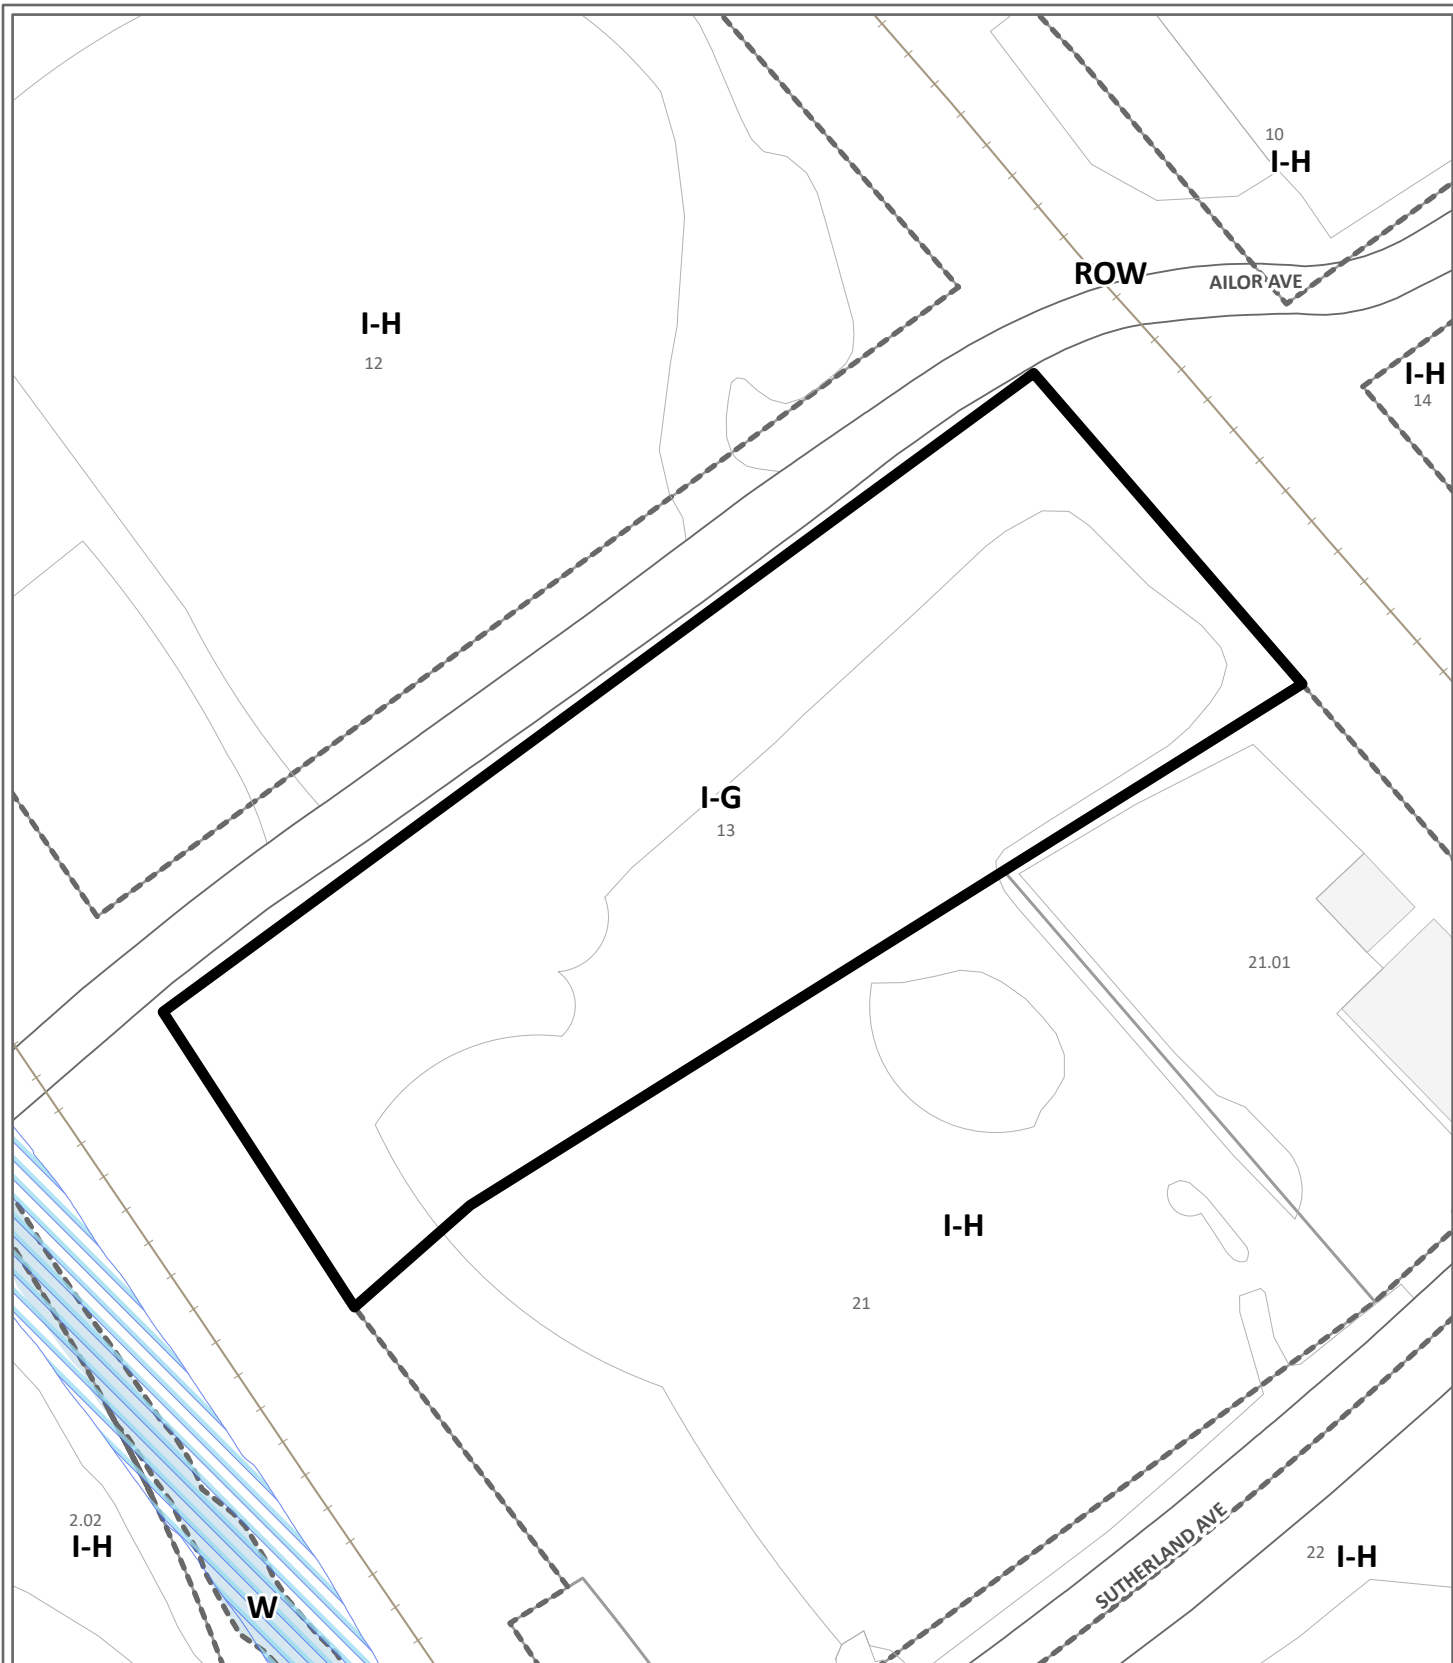 10
I-H
ROW
AILOR AVE
I-H
12
I-H
14
I-G
13
21.01
I-H
21
2.02
I-H
W
SUTHERLAND AVE
22 I-H